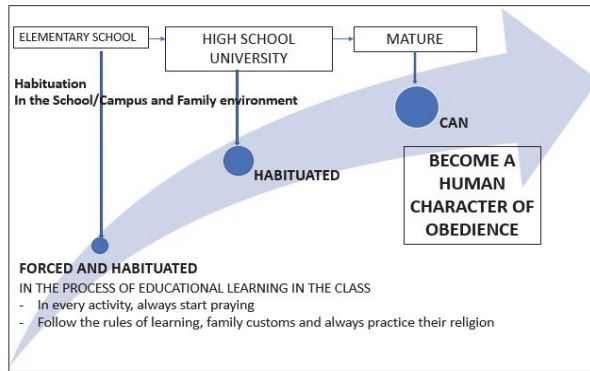 ELEMENTARY SCHOOL
HIGH SCHOOL
UNIVERSITY
MATURE
Habituation
In the School/Campus and Family environment
CAN
HABITUATED
BECOME A
HUMAN
CHARACTER OF
OBEDIENCE
FORCED AND HABITUATED
IN THE PROCESS OF EDUCATIONAL LEARNING IN THE CLASS
- In every activity, always start praying
- Follow the rules of learning, family customs and always practice their religion